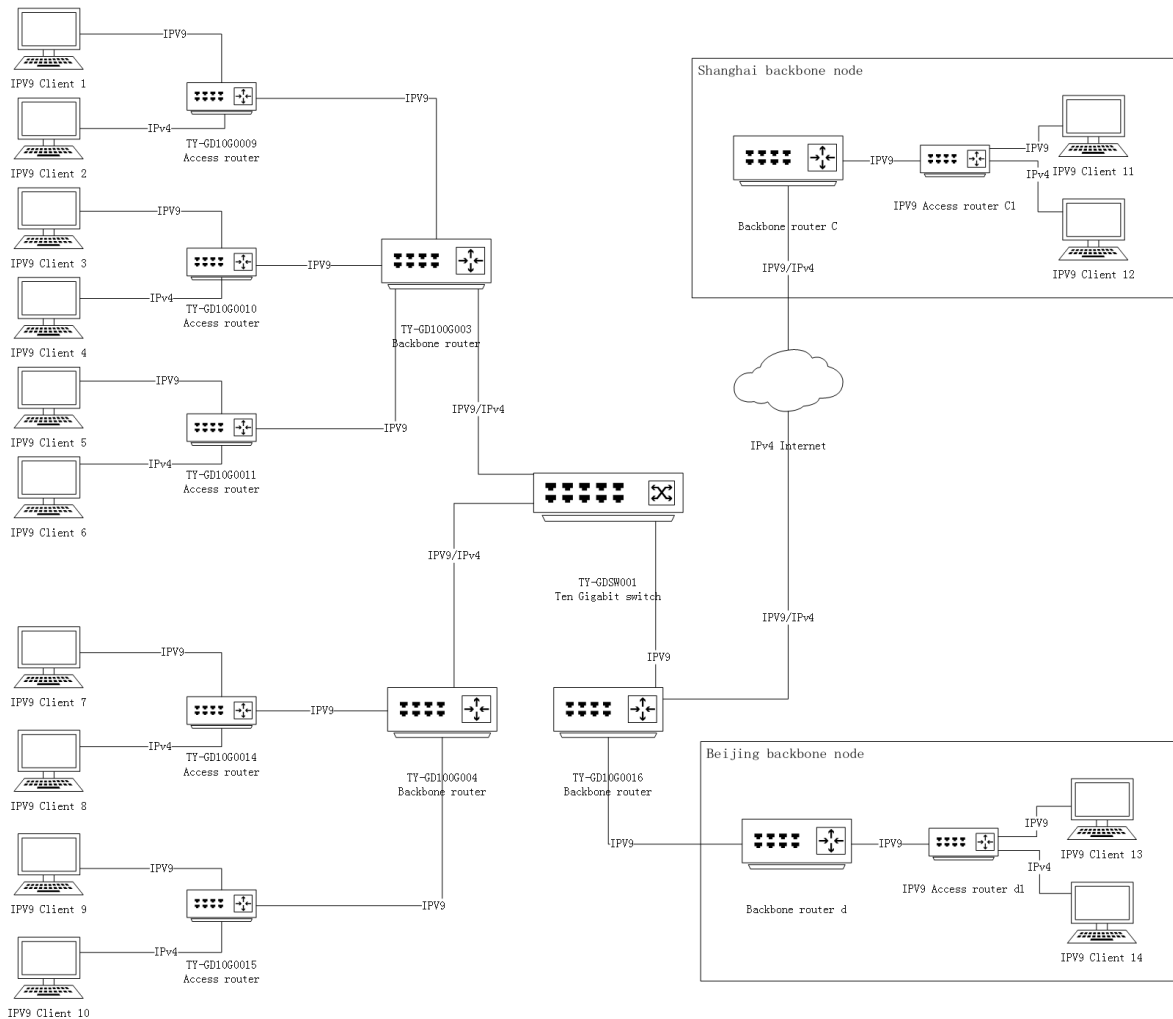 IPV9
IPV9 Client 1
IPV9
IPv4
TY-GD10G0009
Access router
IPV9 Client 2
IPV9
IPV9 Client 3
IPV9
IPv4
TY-GD10G0010
Access router
IPV9 Client 4
TY-GD100G003
Backbone router
IPV9
IPV9 Client 5
IPV9
IPv4
TY-GD10G0011
Access router
IPV9 Client 6
IPV9/IPv4
IPV9/IPv4
TY-GDSW001
Ten Gigabit switch
IPV9
IPV9
IPV9 Client 7
IPV9
IPv4
TY-GD10G0014
Access router
IPV9 Client 8
TY-GD100G004
Backbone router
TY-GD10G0016
Backbone router
IPV9
IPV9 Client 9
IPV9
IPv4
TY-GD10G0015
Access router
IPV9 Client 10
Shanghai backbone node
IPV9
IPV9
IPv4
IPV9 Client 11
IPV9 Access router C1
Backbone router C
IPV9/IPv4
IPV9 Client 12
IPv4 Internet
IPV9/IPv4
Beijing backbone node
IPV9
IPV9
IPV9
IPv4
IPV9 Client 13
IPV9 Access router d1
Backbone router d
IPV9 Client 14